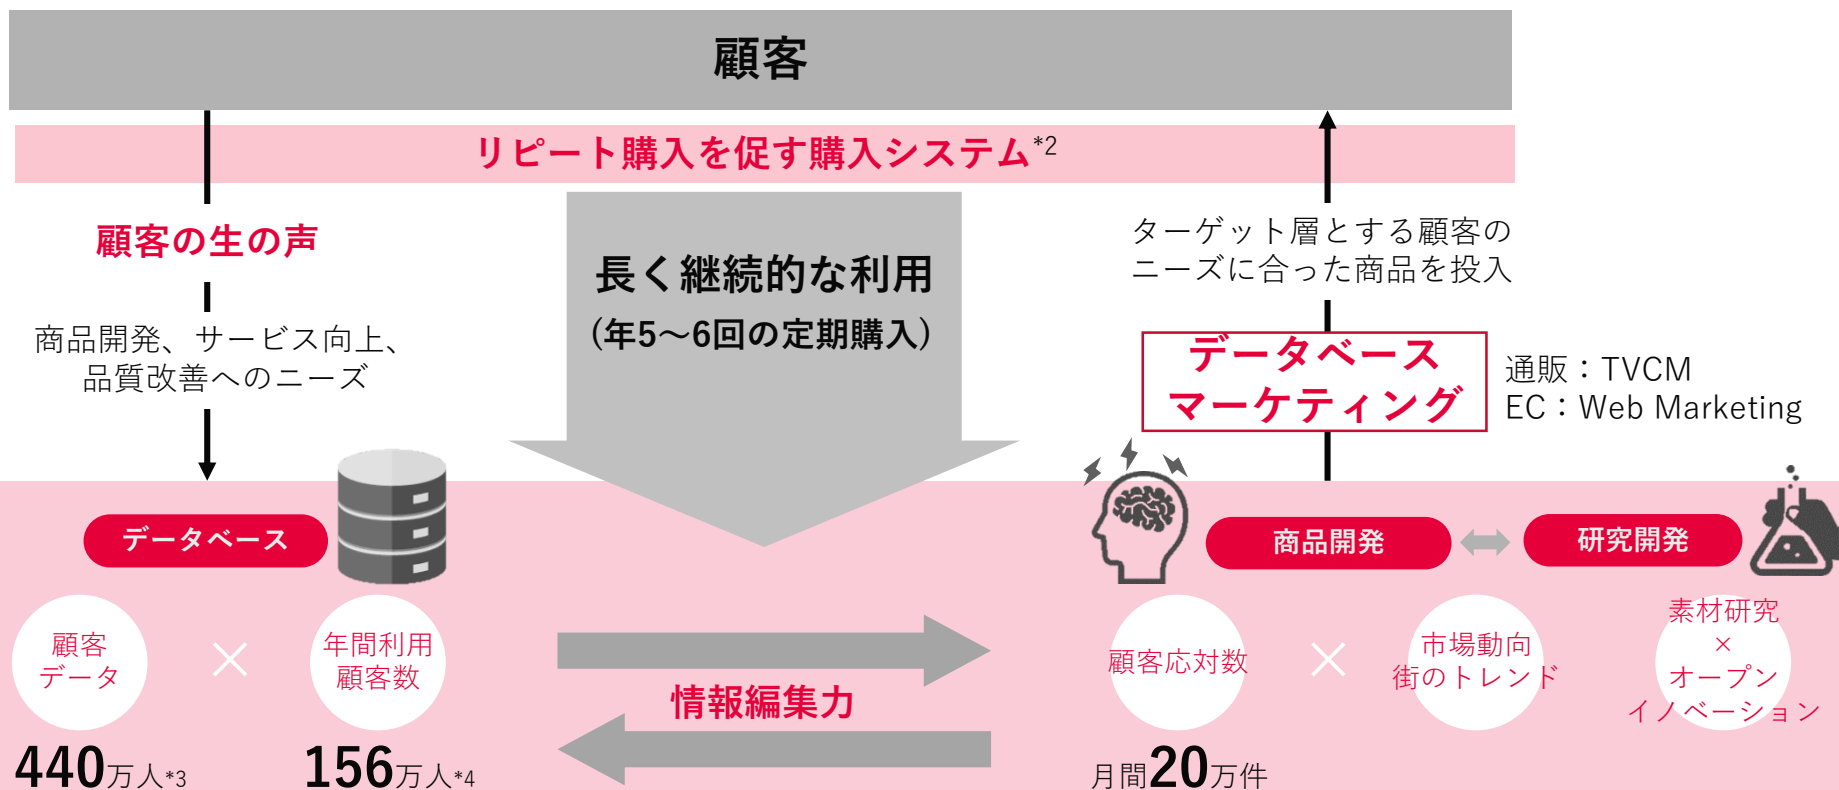 顧客
リピート購入を促す購入システム*2
顧客の生の声
商品開発、サービス向上、
品質改善へのニーズ
長く継続的な利用
(年5〜6回の定期購入)
ターゲット層とする顧客の
ニーズに合った商品を投入
データベース
マーケティング
通販：TVCM
EC：Web Marketing
データベース
顧客
データ
×
年間利用
顧客数
440万人*3
156万人*4
情報編集力
商品開発
研究開発
顧客応対数
×
市場動向
街のトレンド
素材研究
×
オープン
イノベーション
月間20万件